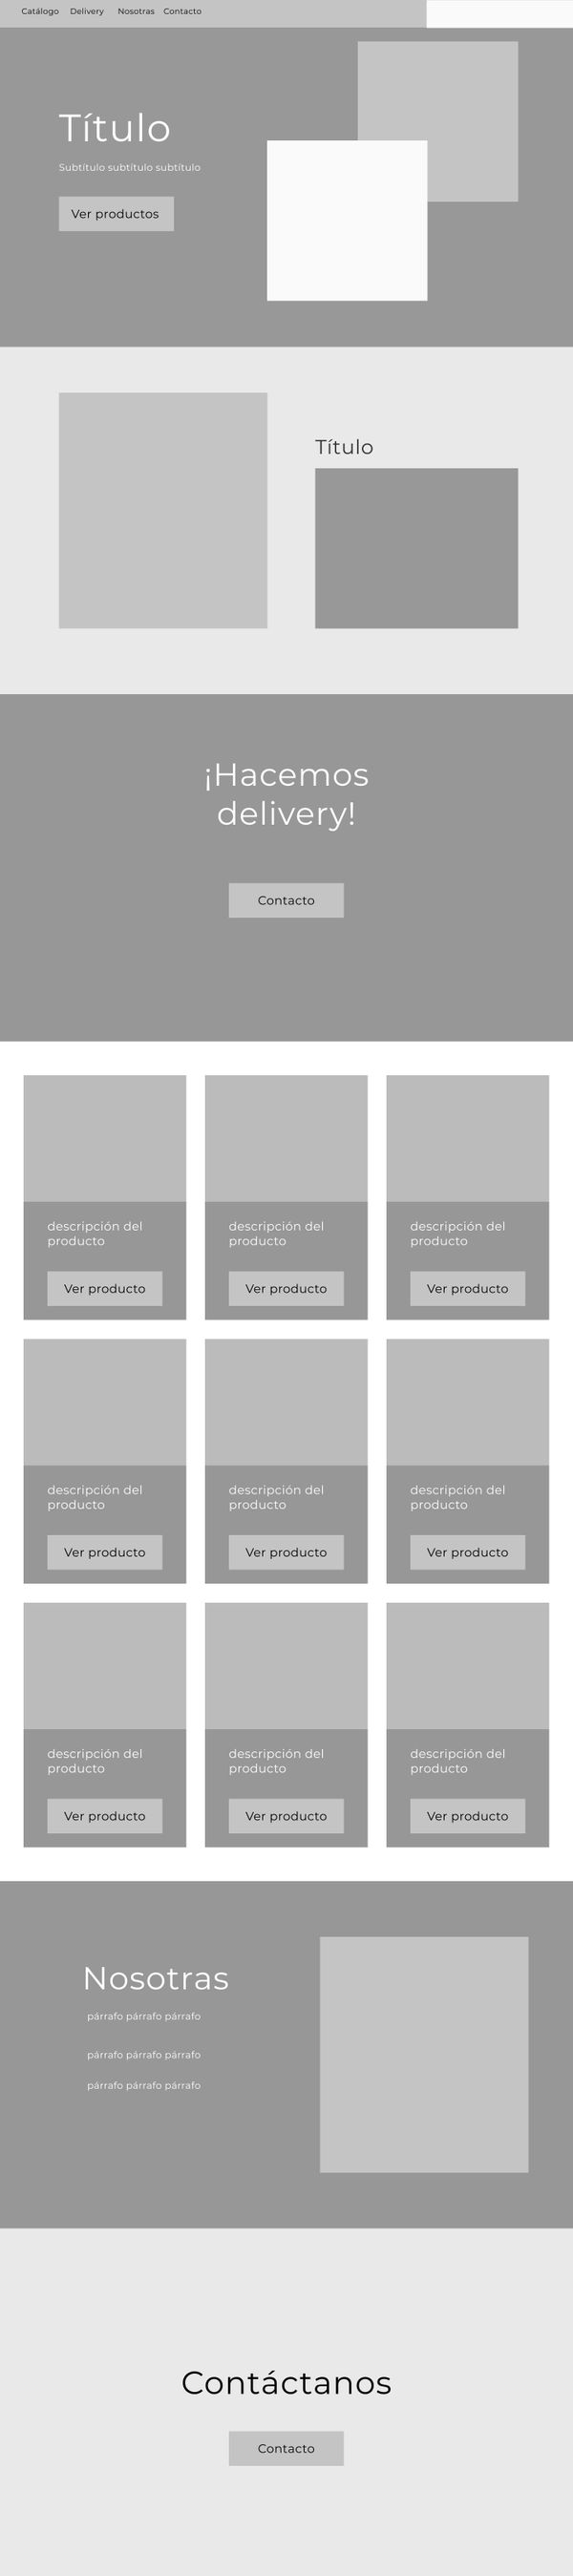 Catálogo Delivery Nosotras Contacto
Título
Subtítulo subtítulo subtítulo
Ver productos
Título
¡Hacemos
delivery!
Contacto
descripción del
producto
Ver producto
descripción del
producto
Ver producto
descripción del
producto
Ver producto
descripción del
producto
Ver producto
descripción del
producto
Ver producto
descripción del
producto
Ver producto
descripción del
producto
Ver producto
descripción del
producto
Ver producto
descripción del
producto
Ver producto
Nosotras
párrafo párrafo párrafo
párrafo párrafo párrafo
párrafo párrafo párrafo
Contáctanos
Contacto